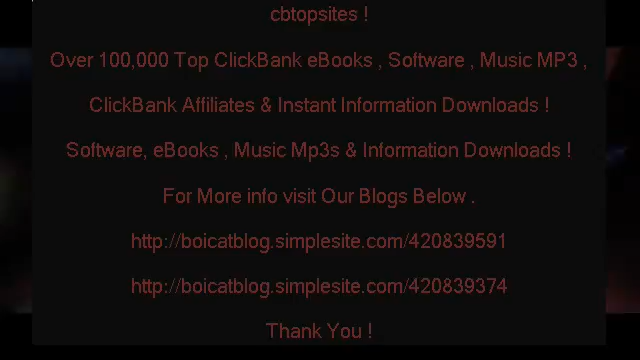 cbtopsites !
Over 100,000 Top ClickBank eBooks , Software , Music MP3 ,
ClickBank Affiliates & Instant Information Downloads !
Software, eBooks , Music Mp3s & Information Downloads !
For More info visit Our Blogs Below .
http://boicatblog.simplesite.com/420839591
http://boicatblog.simplesite.com/420839374
Thank You !